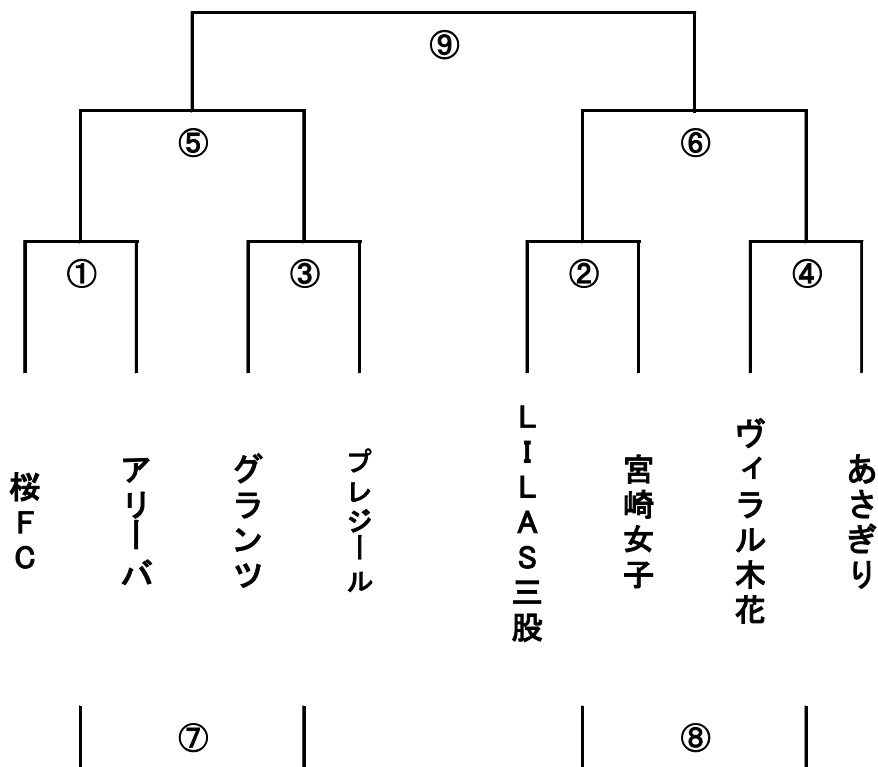 ⑨
⑤
⑥
①
③
②
④
桜FC
アリーバ
グランツ
プレジール
LILAS三股
宮崎女子
ヴィラル木花
あさぎり
⑦
⑧